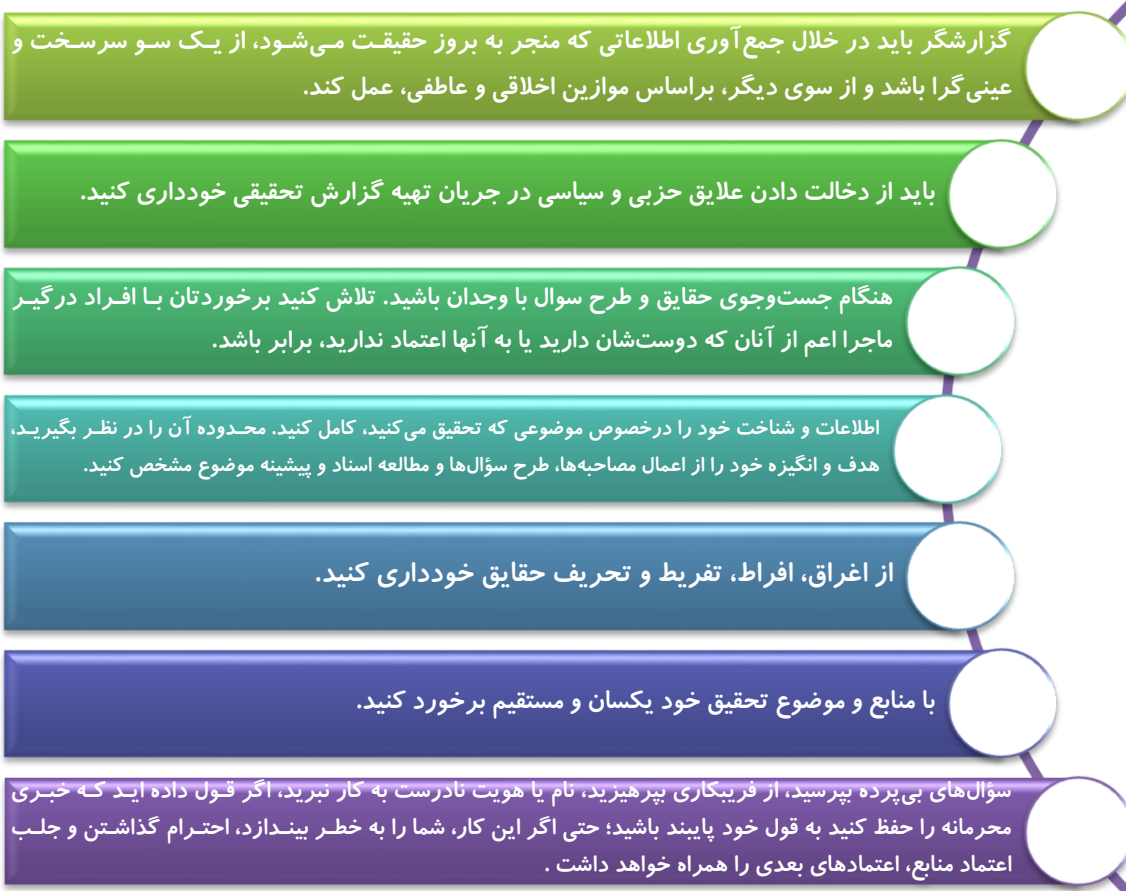 گزارشگر باید در خلال جمع‌آوری اطلاعاتی که منجر به بروز حقیقت می‌شود، از یک سو سرسخت و
عینی‌گرا باشد و از سوی دیگر، براساس موازین اخلاقی و عاطفی، عمل کند.
باید از دخالت دادن علایق حزبی و سیاسی در جریان تهیه گزارش تحقیقی خودداری کنید.
هنگام جست‌وجوی حقایق و طرح سوال با وجدان باشید. تلاش کنید برخوردتان با افراد درگیر
ماجرا اعم از آنان که دوست‌شان دارید یا به آنها اعتماد ندارید، برابر باشد.
اطلاعات و شناخت خود را درخصوص موضوعی که تحقیق می‌کنید، کامل کنید. محدوده آن را در نظر بگیرید،
هدف و انگیزه خود را از اعمال مصاحبه‌ها، طرح سؤال‌ها و مطالعه اسناد و پیشینه موضوع مشخص کنید.
از اغراق، افراط، تفریط و تحریف حقایق خودداری کنید.
با منابع و موضوع تحقیق خود یکسان و مستقیم برخورد کنید.
سؤال‌های بی‌پرده بپرسید، از فریبکاری بپرهیزید، نام یا هویت نادرست به کار نبرید، اگر قول داده اید که خبری
محرمانه را حفظ کنید به قول خود پایبند باشید؛ حتی اگر این کار، شما را به خطر بیندازد، احترام گذاشتن و جلب
اعتماد منابع، اعتمادهای بعدی را همراه خواهد داشت .